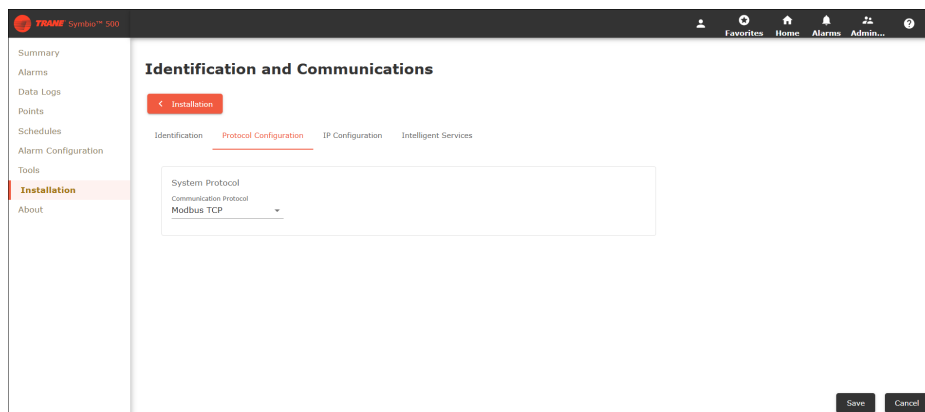 TRANE Symbio™ 500
Favorites Home Alarms Admin...
Summary
Alarms
Data Logs
Points
Schedules
Alarm Configuration
Tools
Installation
About
Identification and Communications
Installation
Identification Protocol Configuration IP Configuration Intelligent Services
System Protocol
Communication Protocol
Modbus TCP
Save Cancel